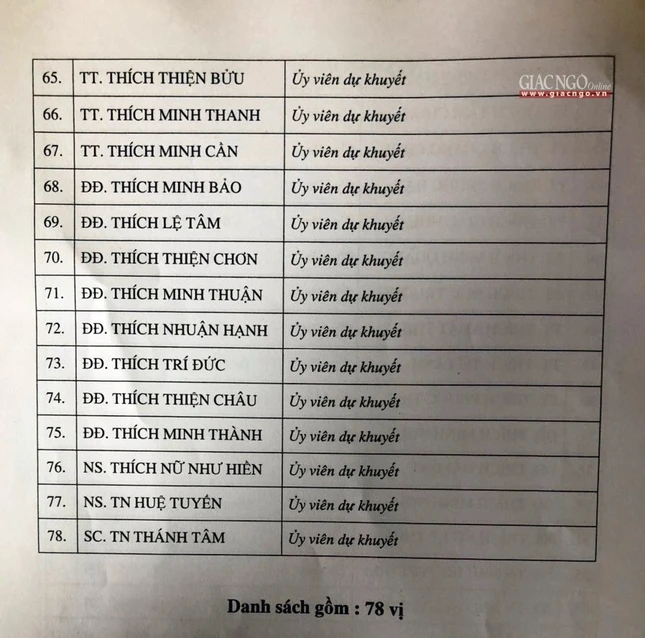 65. TT. THÍCH THIỆN BỬU Ủy viên dự khuyết
GIACNGO Online
www.giacngo.vn
66. TT. THÍCH MINH THANH Ủy viên dự khuyết
67. TT. THÍCH MINH CẦN Ủy viên dự khuyết
68. ĐĐ. THÍCH MINH BẢO Ủy viên dự khuyết
69. ĐĐ. THÍCH LỆ TÂM Ủy viên dự khuyết
70. ĐĐ. THÍCH THIỆN CHƠN Ủy viên dự khuyết
71. ĐĐ. THÍCH MINH THUẬN Ủy viên dự khuyết
72. ĐĐ. THÍCH NHUẬN HẠNH Ủy viên dự khuyết
73. ĐĐ. THÍCH TRÍ ĐỨC Ủy viên dự khuyết
74. ĐĐ. THÍCH THIỆN CHÂU Ủy viên dự khuyết
75. ĐĐ. THÍCH MINH THÀNH Ủy viên dự khuyết
76. NS. THÍCH NỮ NHƯ HIỀN Ủy viên dự khuyết
77. NS. TN HUỆ TUYẾN Ủy viên dự khuyết
78. SC. TN THÁNH TÂM Ủy viên dự khuyết
Danh sách gồm : 78 vị